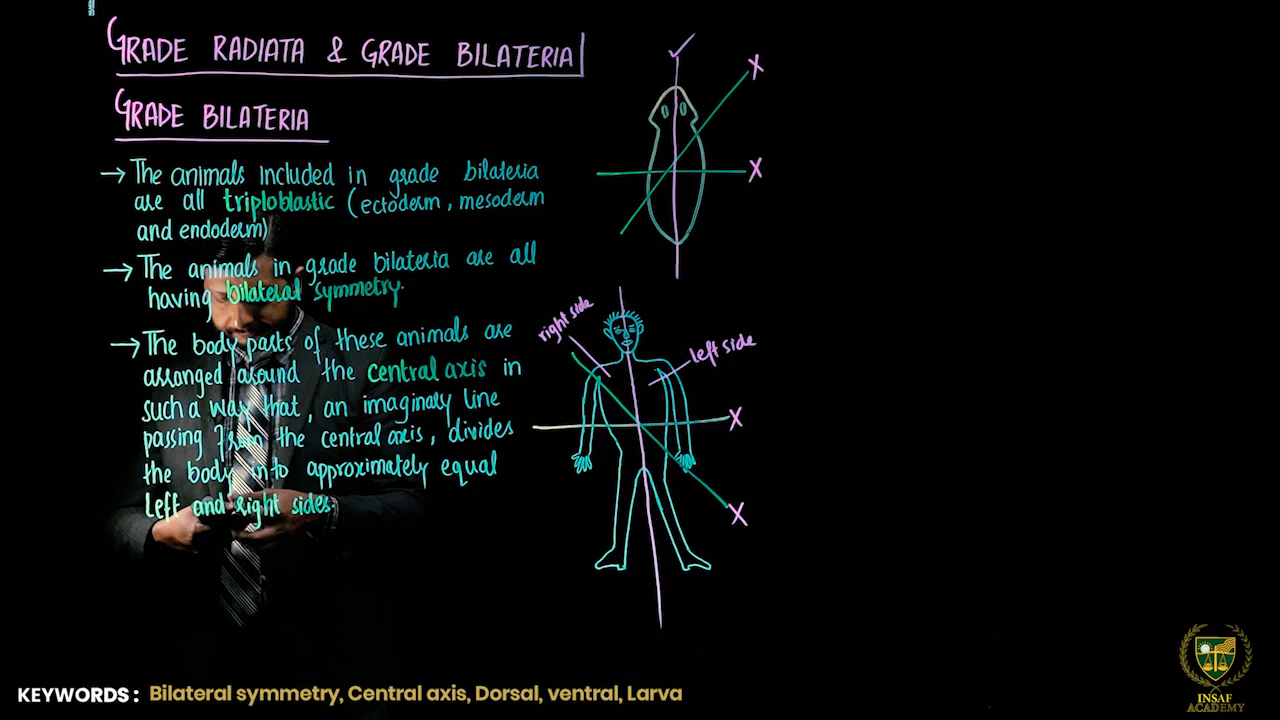 GRADE RADIATA & GRADE BILATERIA
GRADE BILATERIA
→ The animals included in grade bilateria
are all triploblastic (ectoderm, mesoderm
and endoderm)
→ The animals in grade bilateria are all
having bilateral symmetry.
→ The body parts of these animals are
arranged around the central axis in
such a way that, an imaginary line
passing from the central axis, divides
the body into approximately equal
left and right sides.
✓
X
X
right side
left side
X
X
KEYWORDS : Bilateral symmetry, Central axis, Dorsal, ventral, Larva
INSAF
ACADEMY